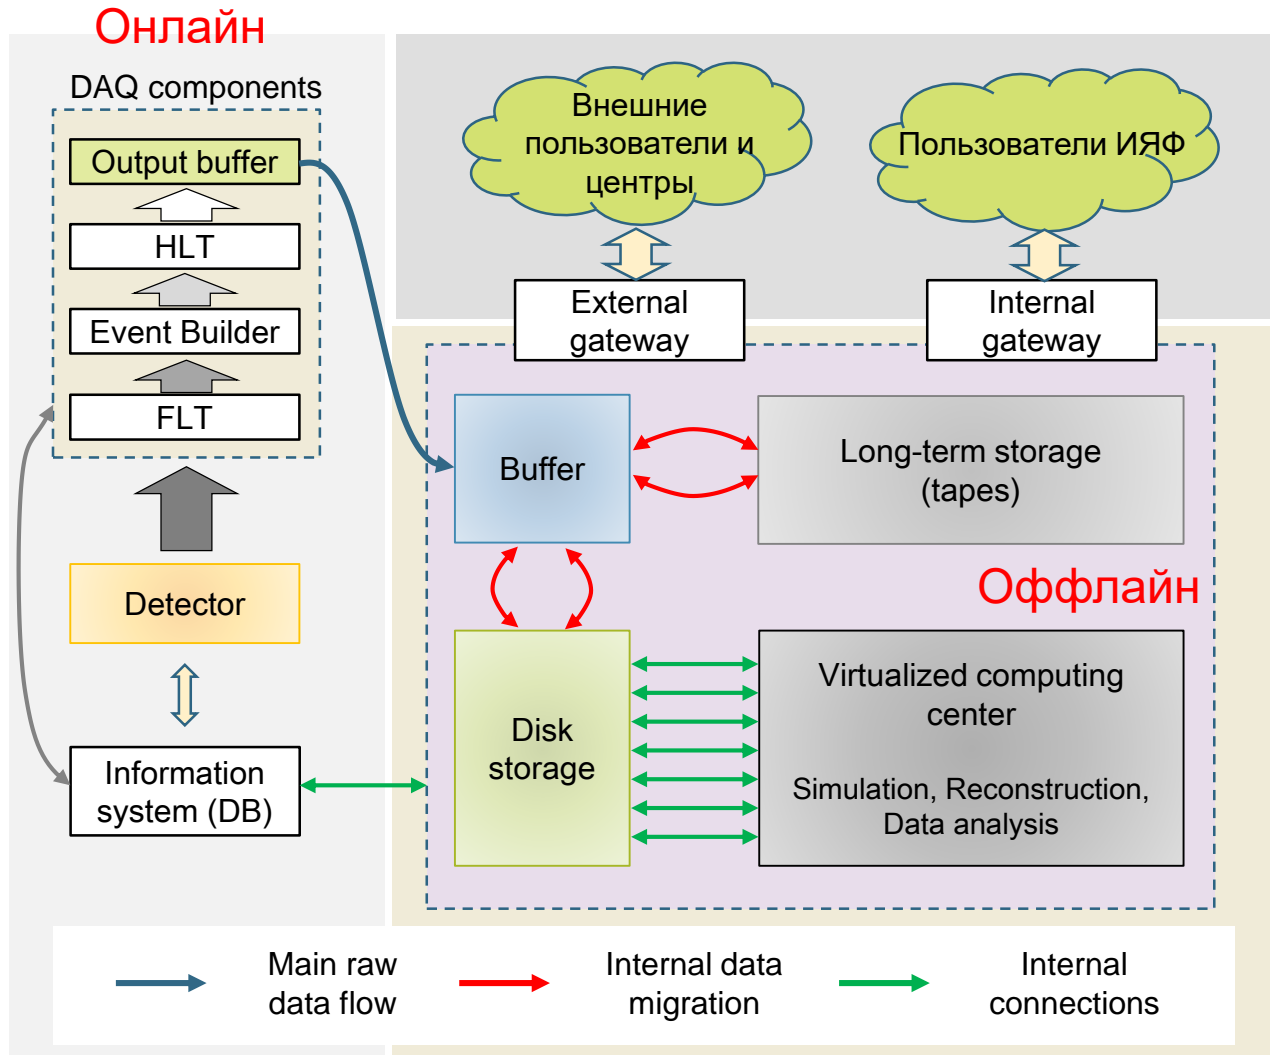 Онлайн
DAQ components
Output buffer
HLT
Event Builder
FLT
Detector
Information
system (DB)
Внешние
пользователи и
центры
Пользователи ИЯФ
External
gateway
Internal
gateway
Buffer
Long-term storage
(tapes)
Оффлайн
Disk
storage
Virtualized computing
center
Simulation, Reconstruction,
Data analysis
Main raw
data flow
Internal data
migration
Internal
connections